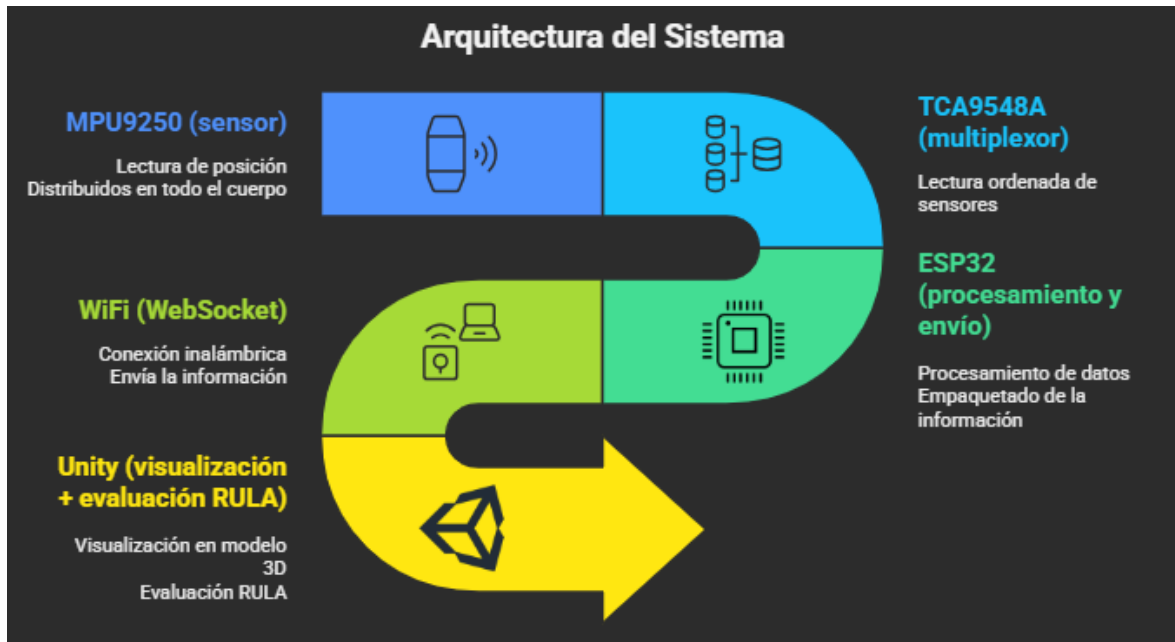 Arquitectura del Sistema
MPU9250 (sensor)
Lectura de posición
Distribuidos en todo el cuerpo
TCA9548A
(multiplexor)
Lectura ordenada de
sensores
ESP32
(procesamiento y
envío)
Procesamiento de datos
Empaquetado de la
información
WiFi (WebSocket)
Conexión inalámbrica
Envía la información
Unity (visualización
+ evaluación RULA)
Visualización en modelo
3D
Evaluación RULA